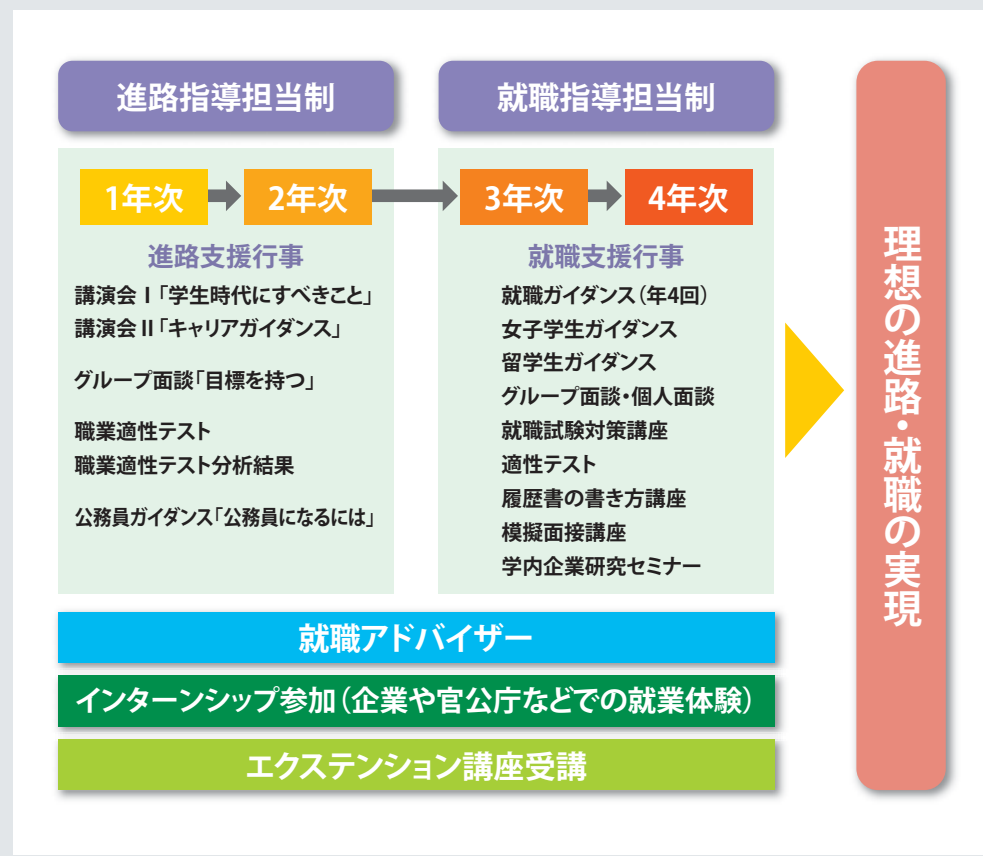 進路指導担当制
就職指導担当制
1年次
2年次
3年次
4年次
進路支援行事
講演会Ⅰ「学生時代にすべきこと」
講演会Ⅱ「キャリアガイダンス」
グループ面談「目標を持つ」
職業適性テスト
職業適性テスト分析結果
公務員ガイダンス「公務員になるには」
就職支援行事
就職ガイダンス（年4回）
女子学生ガイダンス
留学生ガイダンス
グループ面談・個人面談
就職試験対策講座
適性テスト
履歴書の書き方講座
模擬面接講座
学内企業研究セミナー
就職アドバイザー
インターンシップ参加（企業や官公庁などでの就業体験）
エクステンション講座受講
理想の進路・就職の実現